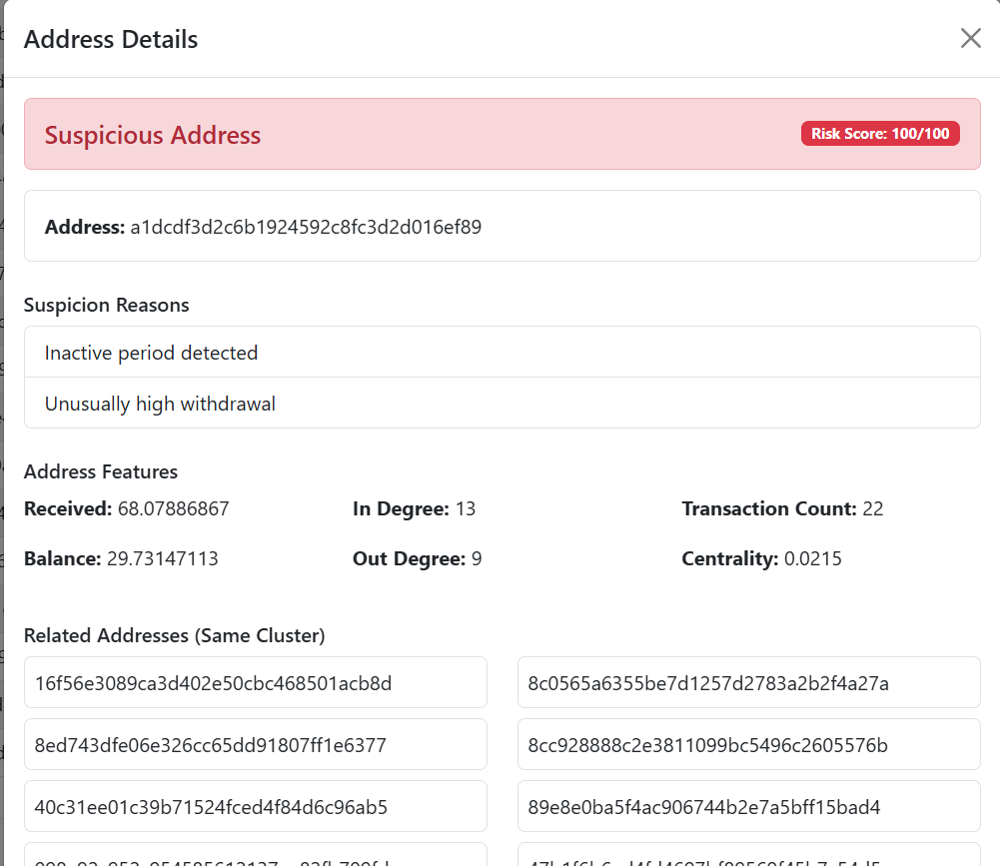 Address Details
Suspicious Address Risk Score: 100/100
Address: a1dcdf3d2c6b1924592c8fc3d2d016ef89
Suspicion Reasons
Inactive period detected
Unusually high withdrawal
Address Features
Received: 68.07886867 In Degree: 13 Transaction Count: 22
Balance: 29.73147113 Out Degree: 9 Centrality: 0.0215
Related Addresses (Same Cluster)
16f56e3089ca3d402e50cbc468501acb8d 8c0565a6355be7d1257d2783a2b2f4a27a
8ed743dfe06e326cc65dd91807ff1e6377 8cc928888c2e3811099bc5496c2605576b
40c31ee01c39b71524fced4f84d6c96ab5 89e8e0ba5f4ac906744b2e7a5bff15bad4